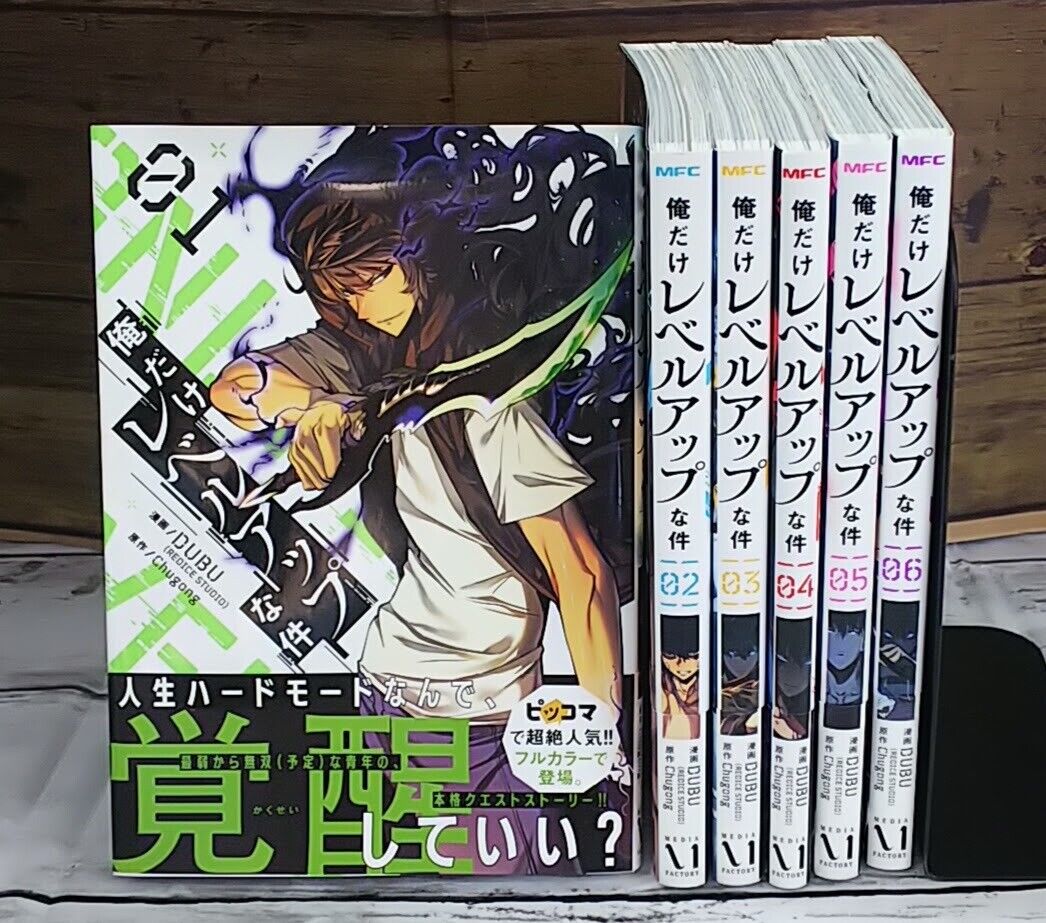 01
俺だけ
レベルアップ
な件
漫画/DUBU
(REDICE STUDIO)
原作/Chugong
人生ハードモードなんで、
覚醒
かくせい
最弱から無双(予定)な青年の、
本格クエストストーリー!!
していい?
ピッコマ
で超絶人気!!
フルカラーで
登場。
MFC
俺だけレベルアップな件
02
漫画 DUBU
(REDICE STUDIO)
原作 Chugong
MEDIA
FACTORY
MFC
俺だけレベルアップな件
03
漫画 DUBU
(REDICE STUDIO)
原作 Chugong
MEDIA
FACTORY
MFC
俺だけレベルアップな件
04
漫画 DUBU
(REDICE STUDIO)
原作 Chugong
MEDIA
FACTORY
MFC
俺だけレベルアップな件
05
漫画 DUBU
(REDICE STUDIO)
原作 Chugong
MEDIA
FACTORY
MFC
俺だけレベルアップな件
06
漫画 DUBU
(REDICE STUDIO)
原作 Chugong
MEDIA
FACTORY